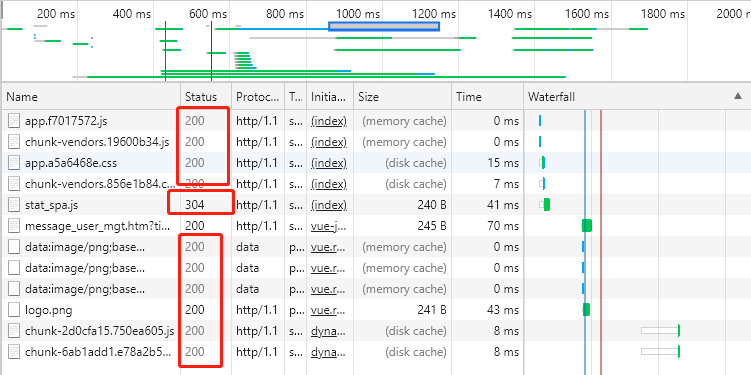 200 ms 400 ms 600 ms 800 ms 1000 ms 1200 ms 1400 ms 1600 ms 1800 ms 2000 ms
Name Status Protoc... T... Initia... Size Time Waterfall
app.f7017572.js 200 http/1.1 s... (index) (memory cache) 0 ms
chunk-vendors.19600b34.js 200 http/1.1 s... (index) (memory cache) 0 ms
app.a5a6468e.css 200 http/1.1 s... (index) (disk cache) 15 ms
chunk-vendors.856e1b84.c... 200 http/1.1 s... (index) (disk cache) 7 ms
stat_spa.js 304 http/1.1 s... (index) 240 B 41 ms
message_user_mgt.htm?ti... 200 http/1.1 s... vue-j... 245 B 70 ms
data:image/png;base... 200 data p... vue.r... (memory cache) 0 ms
data:image/png;base... 200 data p... vue.r... (memory cache) 0 ms
data:image/png;base... 200 data p... vue.r... (memory cache) 0 ms
logo.png 200 http/1.1 p... vue.r... 241 B 43 ms
chunk-2d0cfa15.750ea605.js 200 http/1.1 s... dyna... (disk cache) 8 ms
chunk-6ab1add1.e78a2b5... 200 http/1.1 s... dyna... (disk cache) 8 ms